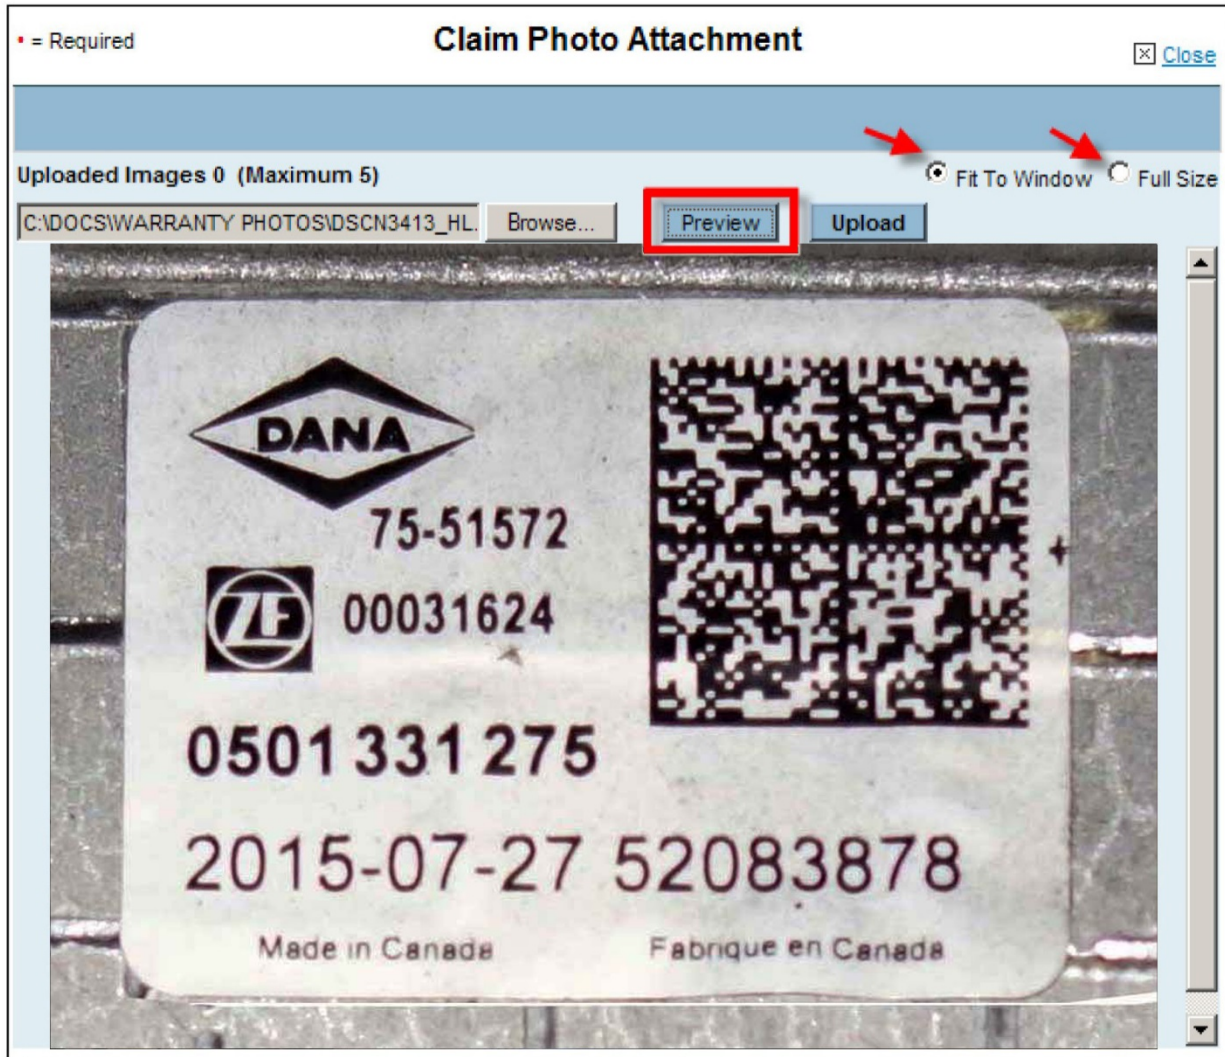 • = Required
Claim Photo Attachment
Close
Uploaded Images 0 (Maximum 5)
Fit To Window
Full Size
C:\DOCS\WARRANTY PHOTOS\DSCN3413_HL.
Browse...
Preview
Upload
DANA
75-51572
ZF
00031624
0501 331 275
2015-07-27 52083878
Made in Canada
Fabrique en Canada